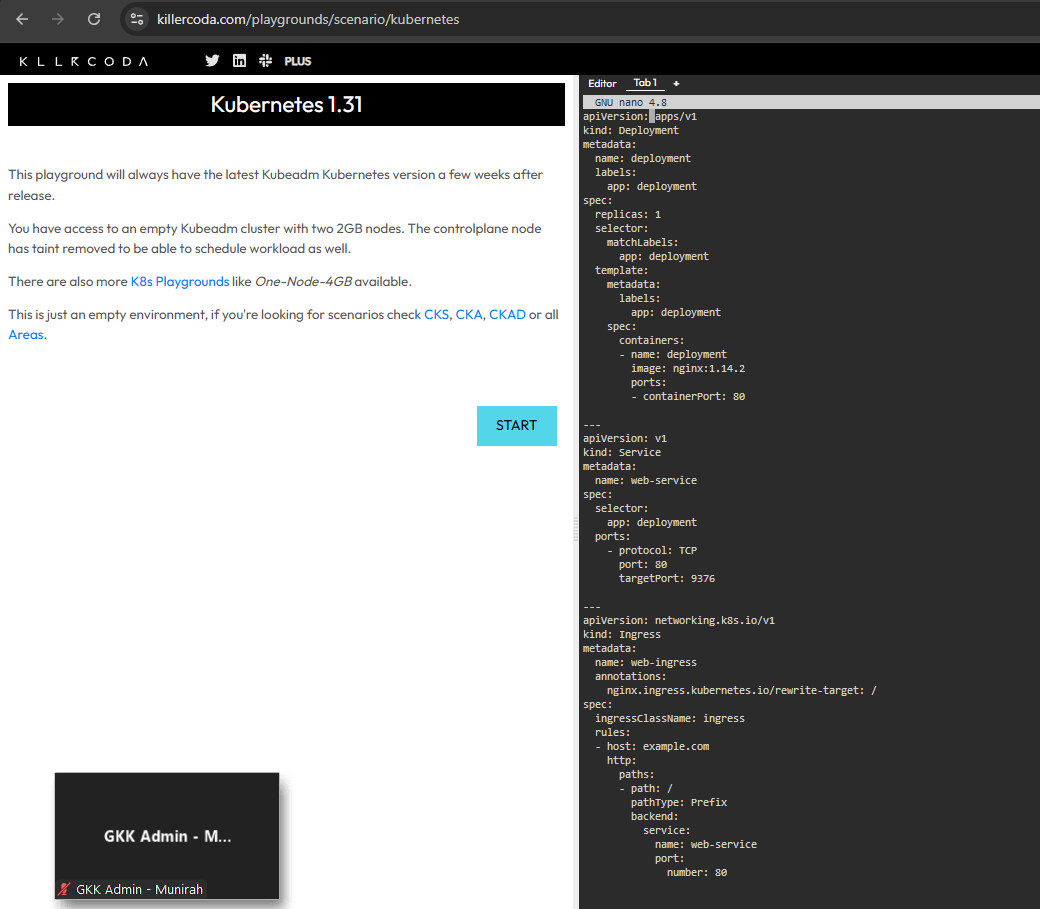 killercoda.com/playgrounds/scenario/kubernetes
KLLRCODA
PLUS
Kubernetes 1.31
This playground will always have the latest Kubeadm Kubernetes version a few weeks after
release.
You have access to an empty Kubeadm cluster with two 2GB nodes. The controlplane node
has taint removed to be able to schedule workload as well.
There are also more K8s Playgrounds like One-Node-4GB available.
This is just an empty environment, if you're looking for scenarios check CKS, CKA, CKAD or all
Areas.
START
GKK Admin - M...
GKK Admin - Munirah
Editor Tab 1 +
GNU nano 4.8
apiVersion: apps/v1
kind: Deployment
metadata:
  name: deployment
  labels:
    app: deployment
spec:
  replicas: 1
  selector:
    matchLabels:
      app: deployment
  template:
    metadata:
      labels:
        app: deployment
    spec:
      containers:
      - name: deployment
        image: nginx:1.14.2
        ports:
        - containerPort: 80
---
apiVersion: v1
kind: Service
metadata:
  name: web-service
spec:
  selector:
    app: deployment
  ports:
    - protocol: TCP
      port: 80
      targetPort: 9376
---
apiVersion: networking.k8s.io/v1
kind: Ingress
metadata:
  name: web-ingress
  annotations:
    nginx.ingress.kubernetes.io/rewrite-target: /
spec:
  ingressClassName: ingress
  rules:
  - host: example.com
    http:
      paths:
      - path: /
        pathType: Prefix
        backend:
          service:
            name: web-service
            port:
              number: 80